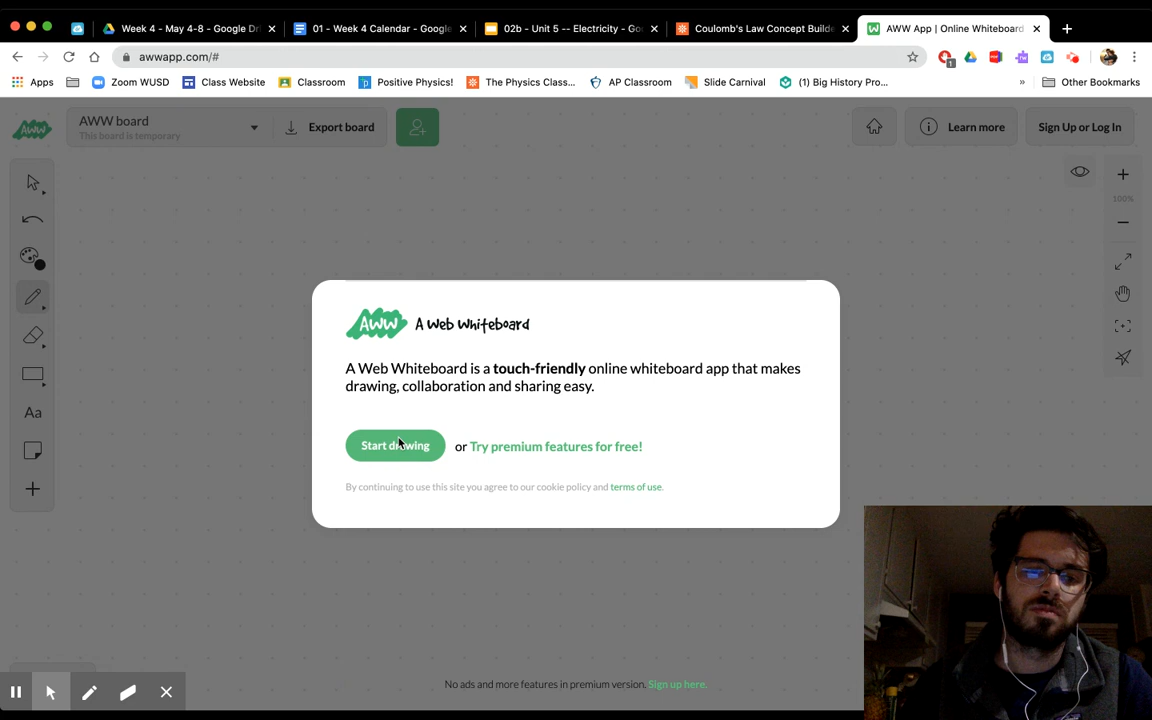 Week 4 - May 4-8 - Google Dri
01 - Week 4 Calendar - Google
02b - Unit 5 -- Electricity - Go
Coulomb's Law Concept Builde
AWW App | Online Whiteboard
awwapp.com/#
1
Apps
Zoom WUSD
Class Website
Classroom
Positive Physics!
The Physics Class...
AP Classroom
Slide Carnival
(1) Big History Pro...
»
Other Bookmarks
AWW
AWW board
This board is temporary
Export board
Learn more
Sign Up or Log In
100%
Aa
AWW A Web Whiteboard
A Web Whiteboard is a touch-friendly online whiteboard app that makes
drawing, collaboration and sharing easy.
Start drawing or Try premium features for free!
By continuing to use this site you agree to our cookie policy and terms of use.
No ads and more features in premium version. Sign up here.